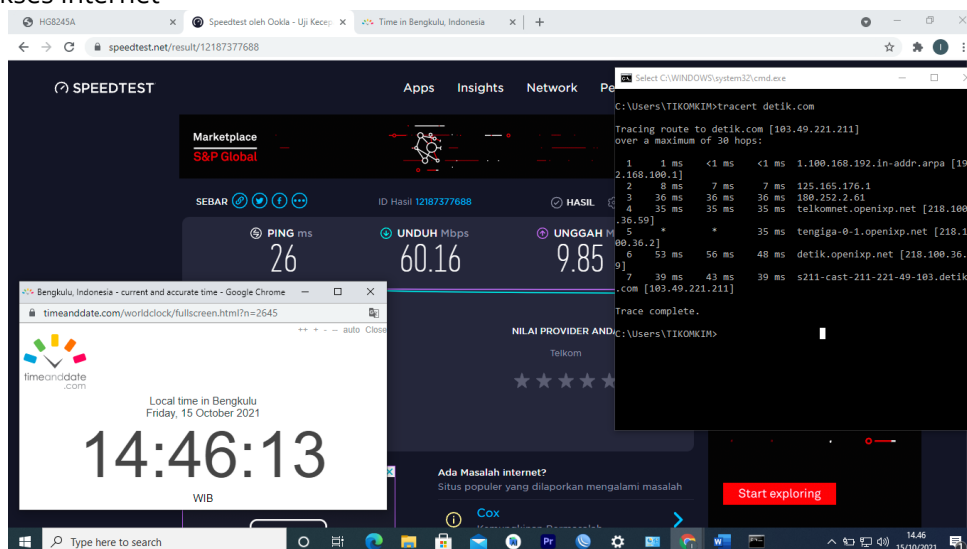 kses internet
HG8245A
Speedtest oleh Ookla - Uji Kecep
Time in Bengkulu, Indonesia
speedtest.net/result/12187377688
SPEEDTEST
Apps Insights Network Pe
Marketplace
S&P Global
SEBAR
ID Hasil 12187377688
HASIL
PING ms
26
UNDUH Mbps
60.16
UNGGAH M
9.85
NILAI PROVIDER AND
Telkom
Ada Masalah internet?
Situs populer yang dilaporkan mengalami masalah
Cox
Start exploring
Select C:\WINDOWS\system32\cmd.exe
C:\Users\TIKOMKIM>tracert detik.com
Tracing route to detik.com [103.49.221.211]
over a maximum of 30 hops:
1 1 ms <1 ms <1 ms 1.100.168.192.in-addr.arpa [19
2.168.100.1]
2 8 ms 7 ms 7 ms 125.165.176.1
3 36 ms 36 ms 36 ms 180.252.2.61
4 35 ms 35 ms 35 ms telkomnet.openixp.net [218.100
.36.59]
5 * * 35 ms tengiga-0-1.openixp.net [218.1
00.36.2]
6 53 ms 56 ms 48 ms detik.openixp.net [218.100.36.
9]
7 39 ms 43 ms 39 ms s211-cast-211-221-49-103.detik
.com [103.49.221.211]
Trace complete.
C:\Users\TIKOMKIM>
Bengkulu, Indonesia - current and accurate time - Google Chrome
timeanddate.com/worldclock/fullscreen.html?n=2645
++ + - -- auto Close
timeanddate
.com
Local time in Bengkulu
Friday, 15 October 2021
14:46:13
WIB
Type here to search
14.46
15/10/2021